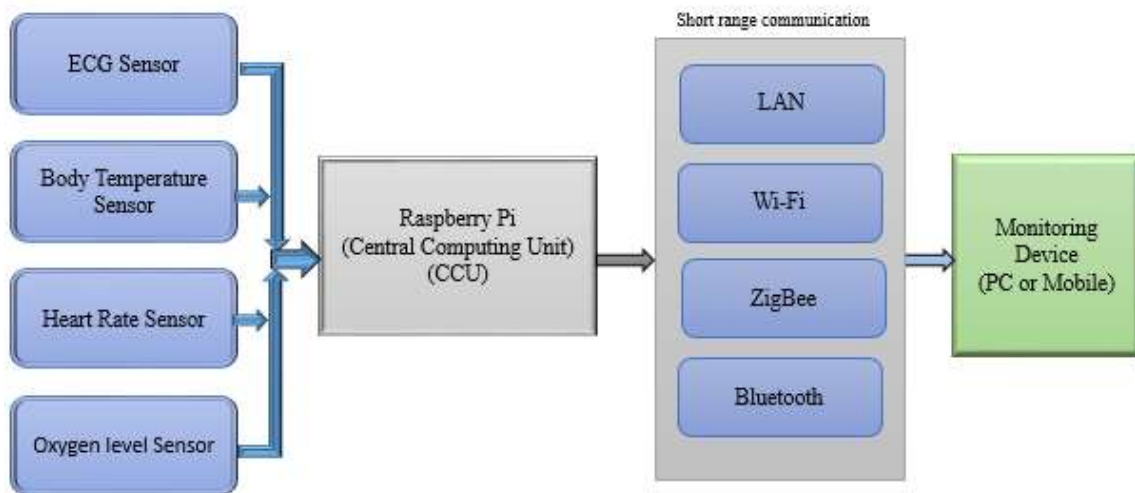 Short range communication
ECG Sensor
Body Temperature
Sensor
Heart Rate Sensor
Oxygen level Sensor
Raspberry Pi
(Central Computing Unit)
(CCU)
LAN
Wi-Fi
ZigBee
Bluetooth
Monitoring
Device
(PC or Mobile)